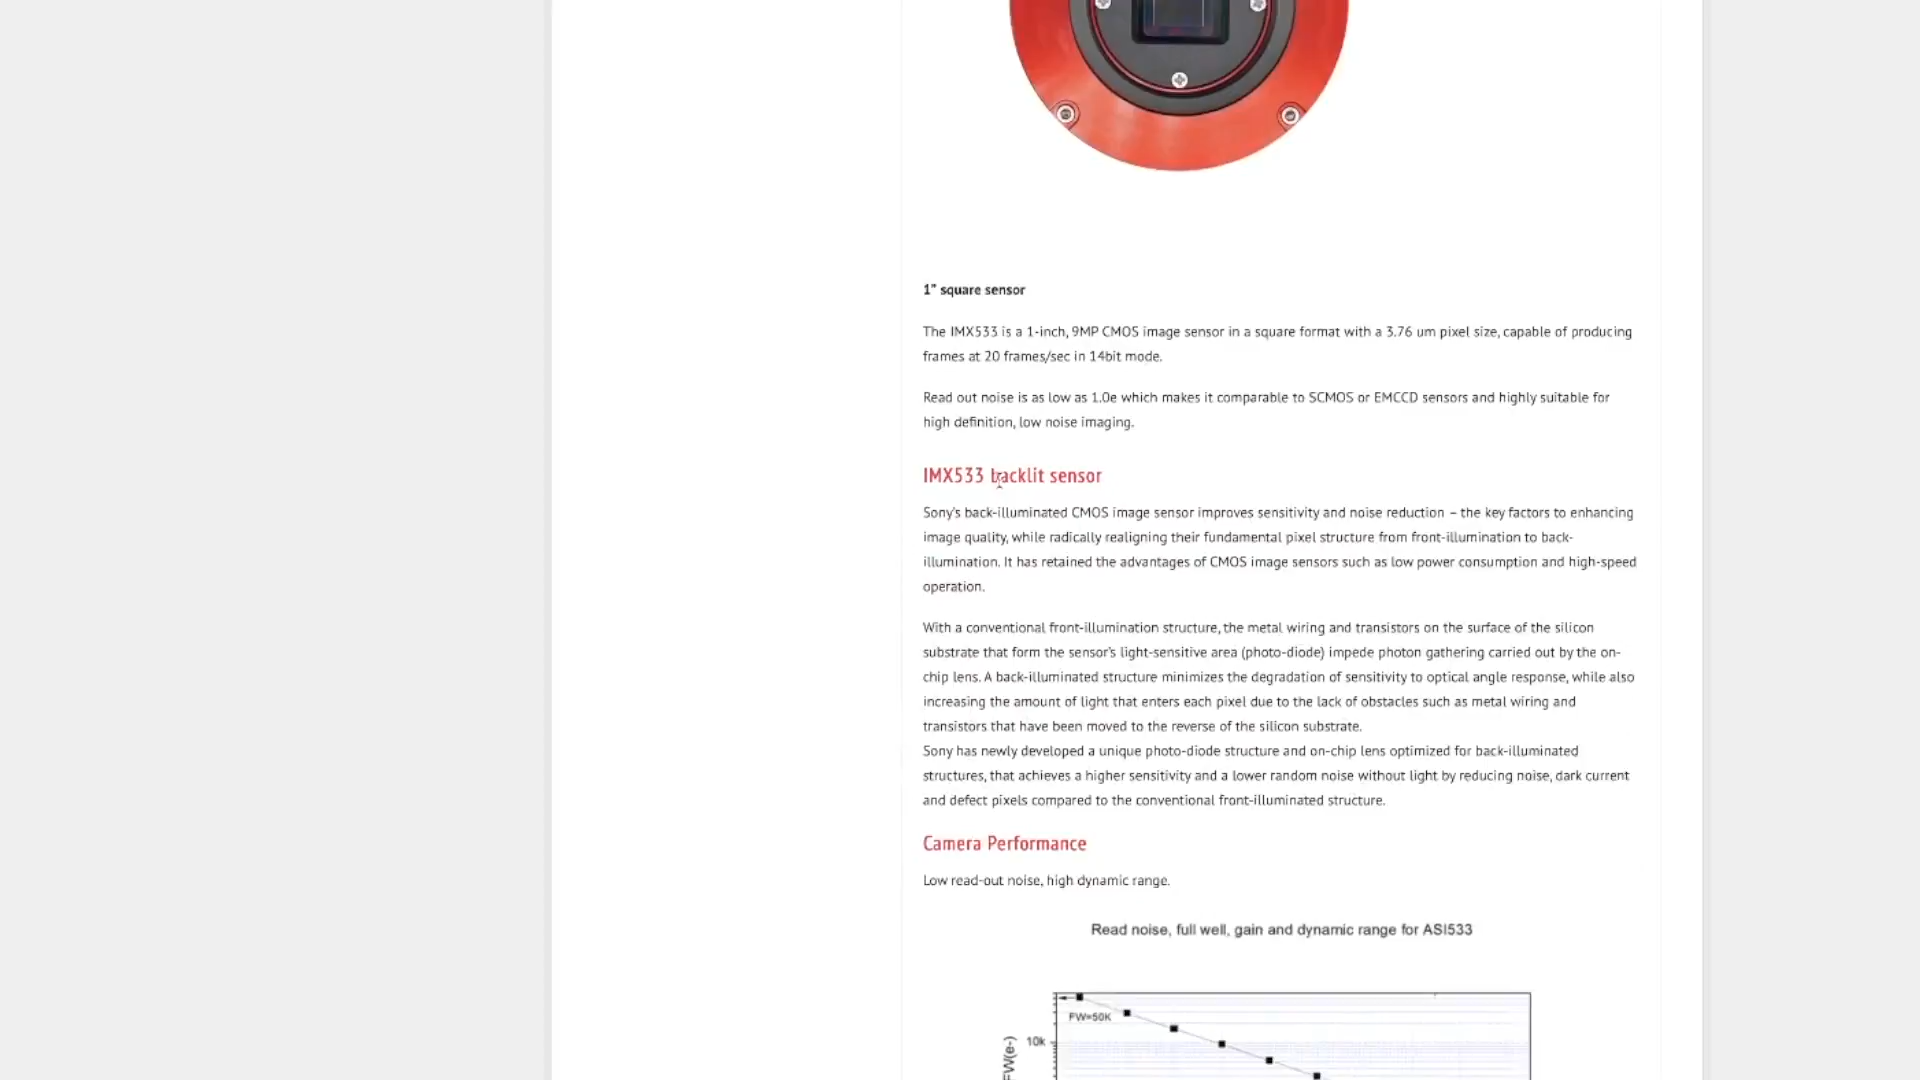 1” square sensor
The IMX533 is a 1-inch, 9MP CMOS image sensor in a square format with a 3.76 um pixel size, capable of producing
frames at 20 frames/sec in 14bit mode.
Read out noise is as low as 1.0e which makes it comparable to SCMOS or EMCCD sensors and highly suitable for
high definition, low noise imaging.
IMX533 backlit sensor
Sony's back-illuminated CMOS image sensor improves sensitivity and noise reduction – the key factors to enhancing
image quality, while radically realigning their fundamental pixel structure from front-illumination to back-
illumination. It has retained the advantages of CMOS image sensors such as low power consumption and high-speed
operation.
With a conventional front-illumination structure, the metal wiring and transistors on the surface of the silicon
substrate that form the sensor's light-sensitive area (photo-diode) impede photon gathering carried out by the on-
chip lens. A back-illuminated structure minimizes the degradation of sensitivity to optical angle response, while also
increasing the amount of light that enters each pixel due to the lack of obstacles such as metal wiring and
transistors that have been moved to the reverse of the silicon substrate.
Sony has newly developed a unique photo-diode structure and on-chip lens optimized for back-illuminated
structures, that achieves a higher sensitivity and a lower random noise without light by reducing noise, dark current
and defect pixels compared to the conventional front-illuminated structure.
Camera Performance
Low read-out noise, high dynamic range.
Read noise, full well, gain and dynamic range for ASI533
FW=50K
10k
FW(e-)